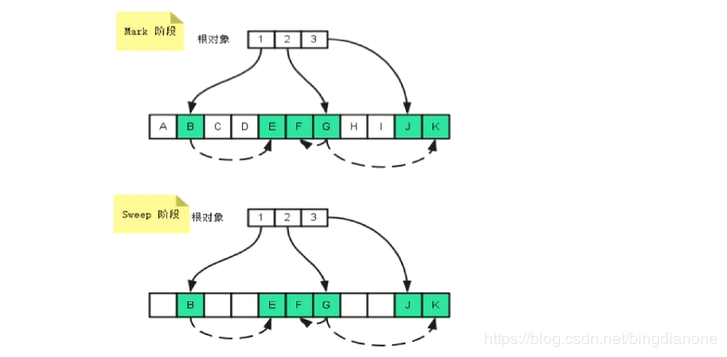 Mark 阶段
根对象 1 2 3
A B C D E F G H I J K
Sweep 阶段
根对象 1 2 3
B E F G J K
https://blog.csdn.net/bingdianone